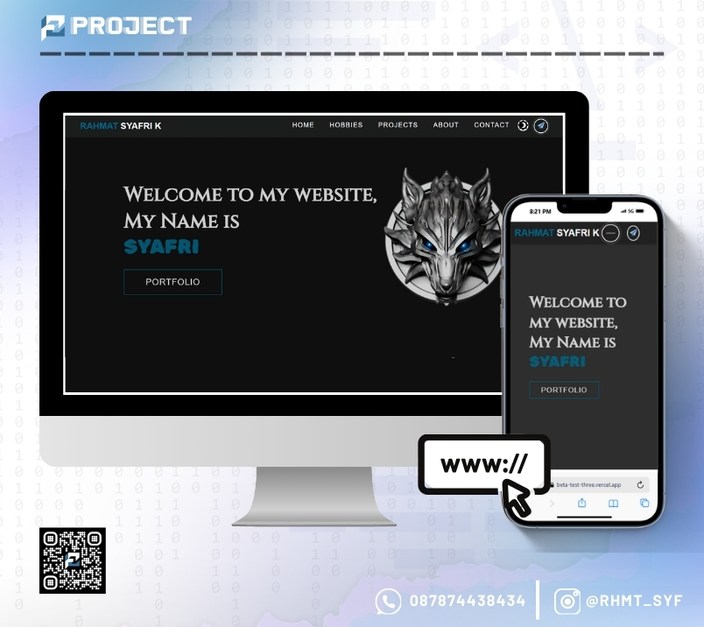 PROJECT
RAHMAT SYAFRI K
HOME HOBBIES PROJECTS ABOUT CONTACT
WELCOME TO MY WEBSITE,
MY NAME IS
SYAFRI
PORTFOLIO
8:21 PM 5G
RAHMAT SYAFRI K
WELCOME TO
MY WEBSITE,
MY NAME IS
SYAFRI
PORTFOLIO
www://
beta-test-three.vercel.app
087874438434 @RHMT_SYF